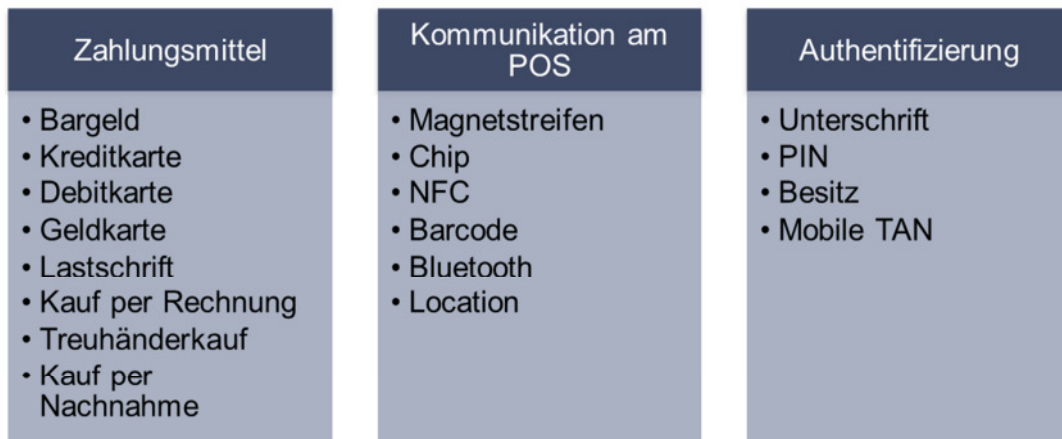 Zahlungsmittel
• Bargeld
• Kreditkarte
• Debitkarte
• Geldkarte
• Lastschrift
• Kauf per Rechnung
• Treuhänderkauf
• Kauf per
Nachnahme
Kommunikation am
POS
• Magnetstreifen
• Chip
• NFC
• Barcode
• Bluetooth
• Location
Authentifizierung
• Unterschrift
• PIN
• Besitz
• Mobile TAN